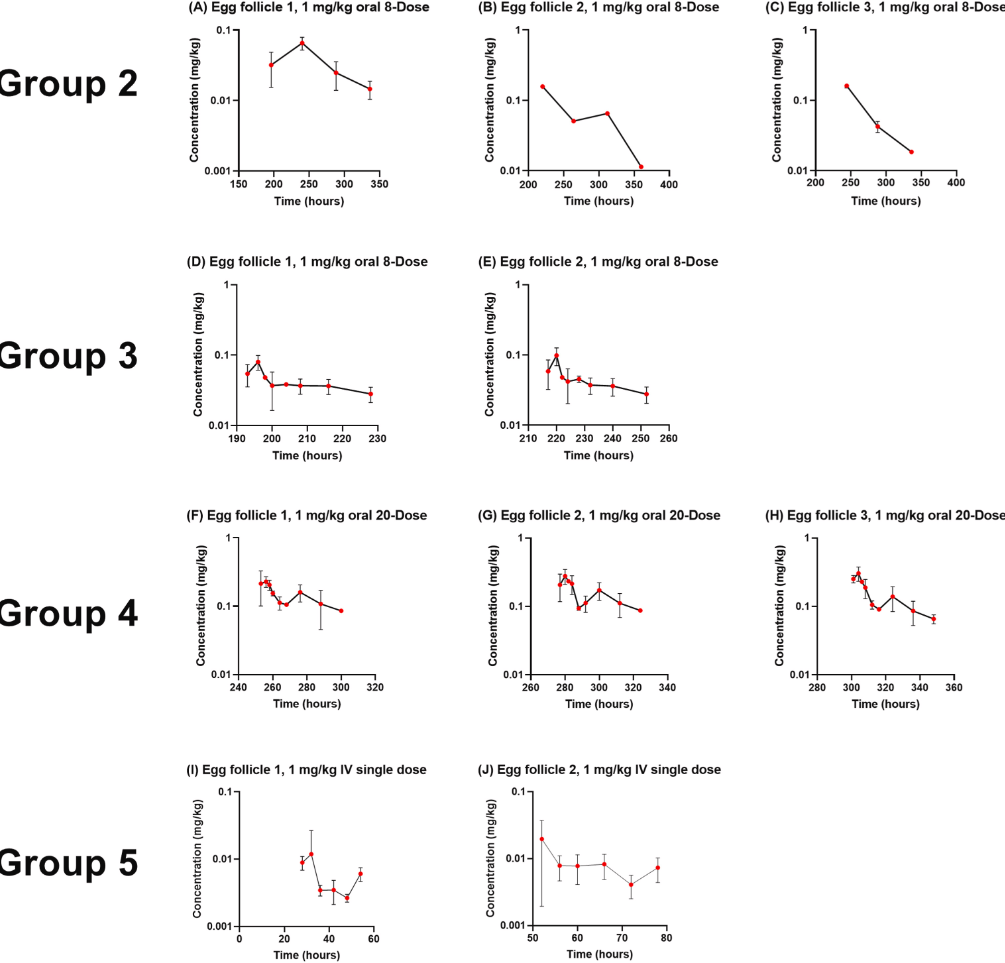 Group 2
(A) Egg follicle 1, 1 mg/kg oral 8-Dose
Concentration (mg/kg)
0.1
0.01
0.001
150 200 250 300 350 400
Time (hours)
(B) Egg follicle 2, 1 mg/kg oral 8-Dose
Concentration (mg/kg)
1
0.1
0.01
200 250 300 350 400
Time (hours)
(C) Egg follicle 3, 1 mg/kg oral 8-Dose
Concentration (mg/kg)
1
0.1
0.01
200 250 300 350 400
Time (hours)
Group 3
(D) Egg follicle 1, 1 mg/kg oral 8-Dose
Concentration (mg/kg)
1
0.1
0.01
190 200 210 220 230
Time (hours)
(E) Egg follicle 2, 1 mg/kg oral 8-Dose
Concentration (mg/kg)
1
0.1
0.01
210 220 230 240 250 260
Time (hours)
Group 4
(F) Egg follicle 1, 1 mg/kg oral 20-Dose
Concentration (mg/kg)
1
0.1
0.01
240 260 280 300 320
Time (hours)
(G) Egg follicle 2, 1 mg/kg oral 20-Dose
Concentration (mg/kg)
1
0.1
0.01
260 280 300 320 340
Time (hours)
(H) Egg follicle 3, 1 mg/kg oral 20-Dose
Concentration (mg/kg)
1
0.1
0.01
280 300 320 340 360
Time (hours)
Group 5
(I) Egg follicle 1, 1 mg/kg IV single dose
Concentration (mg/kg)
0.1
0.01
0.001
0 20 40 60
Time (hours)
(J) Egg follicle 2, 1 mg/kg IV single dose
Concentration (mg/kg)
0.1
0.01
0.001
50 60 70 80
Time (hours)